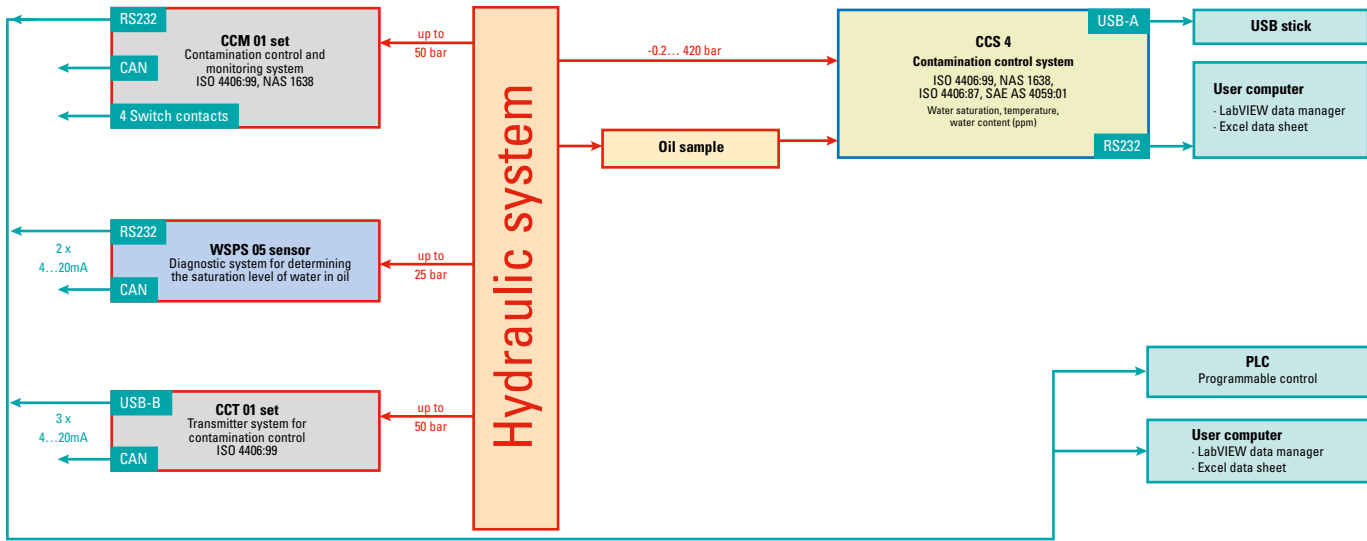 RS232
CCM 01 set
Contamination control and
monitoring system
ISO 4406:99, NAS 1638
CAN
4 Switch contacts
up to
50 bar
RS232
2 x
4…20mA
WSPS 05 sensor
Diagnostic system for determining
the saturation level of water in oil
CAN
up to
25 bar
USB-B
3 x
4…20mA
CCT 01 set
Transmitter system for
contamination control
ISO 4406:99
CAN
up to
50 bar
Hydraulic system
-0.2… 420 bar
Oil sample
USB-A
CCS 4
Contamination control system
ISO 4406:99, NAS 1638,
ISO 4406:87, SAE AS 4059:01
Water saturation, temperature,
water content (ppm)
RS232
USB stick
User computer
· LabVIEW data manager
· Excel data sheet
PLC
Programmable control
User computer
· LabVIEW data manager
· Excel data sheet